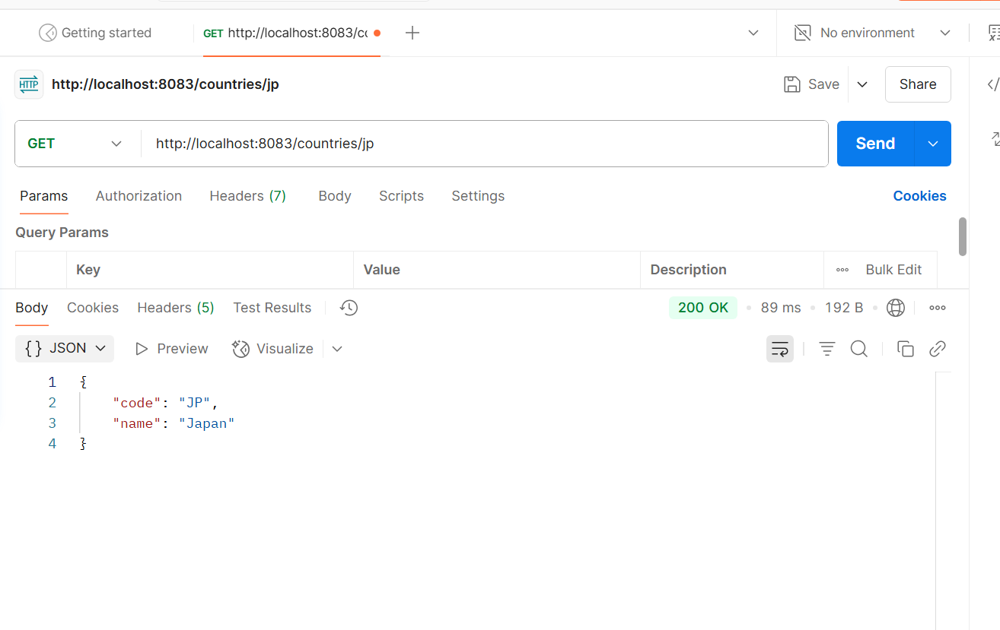 Getting started
GET http://localhost:8083/cc
No environment
HTTP http://localhost:8083/countries/jp
Save
Share
GET http://localhost:8083/countries/jp
Send
Params Authorization Headers (7) Body Scripts Settings Cookies
Query Params
Key Value Description Bulk Edit
Body Cookies Headers (5) Test Results 200 OK 89 ms 192 B
{} JSON Preview Visualize
1 {
2 "code": "JP",
3 "name": "Japan"
4 }